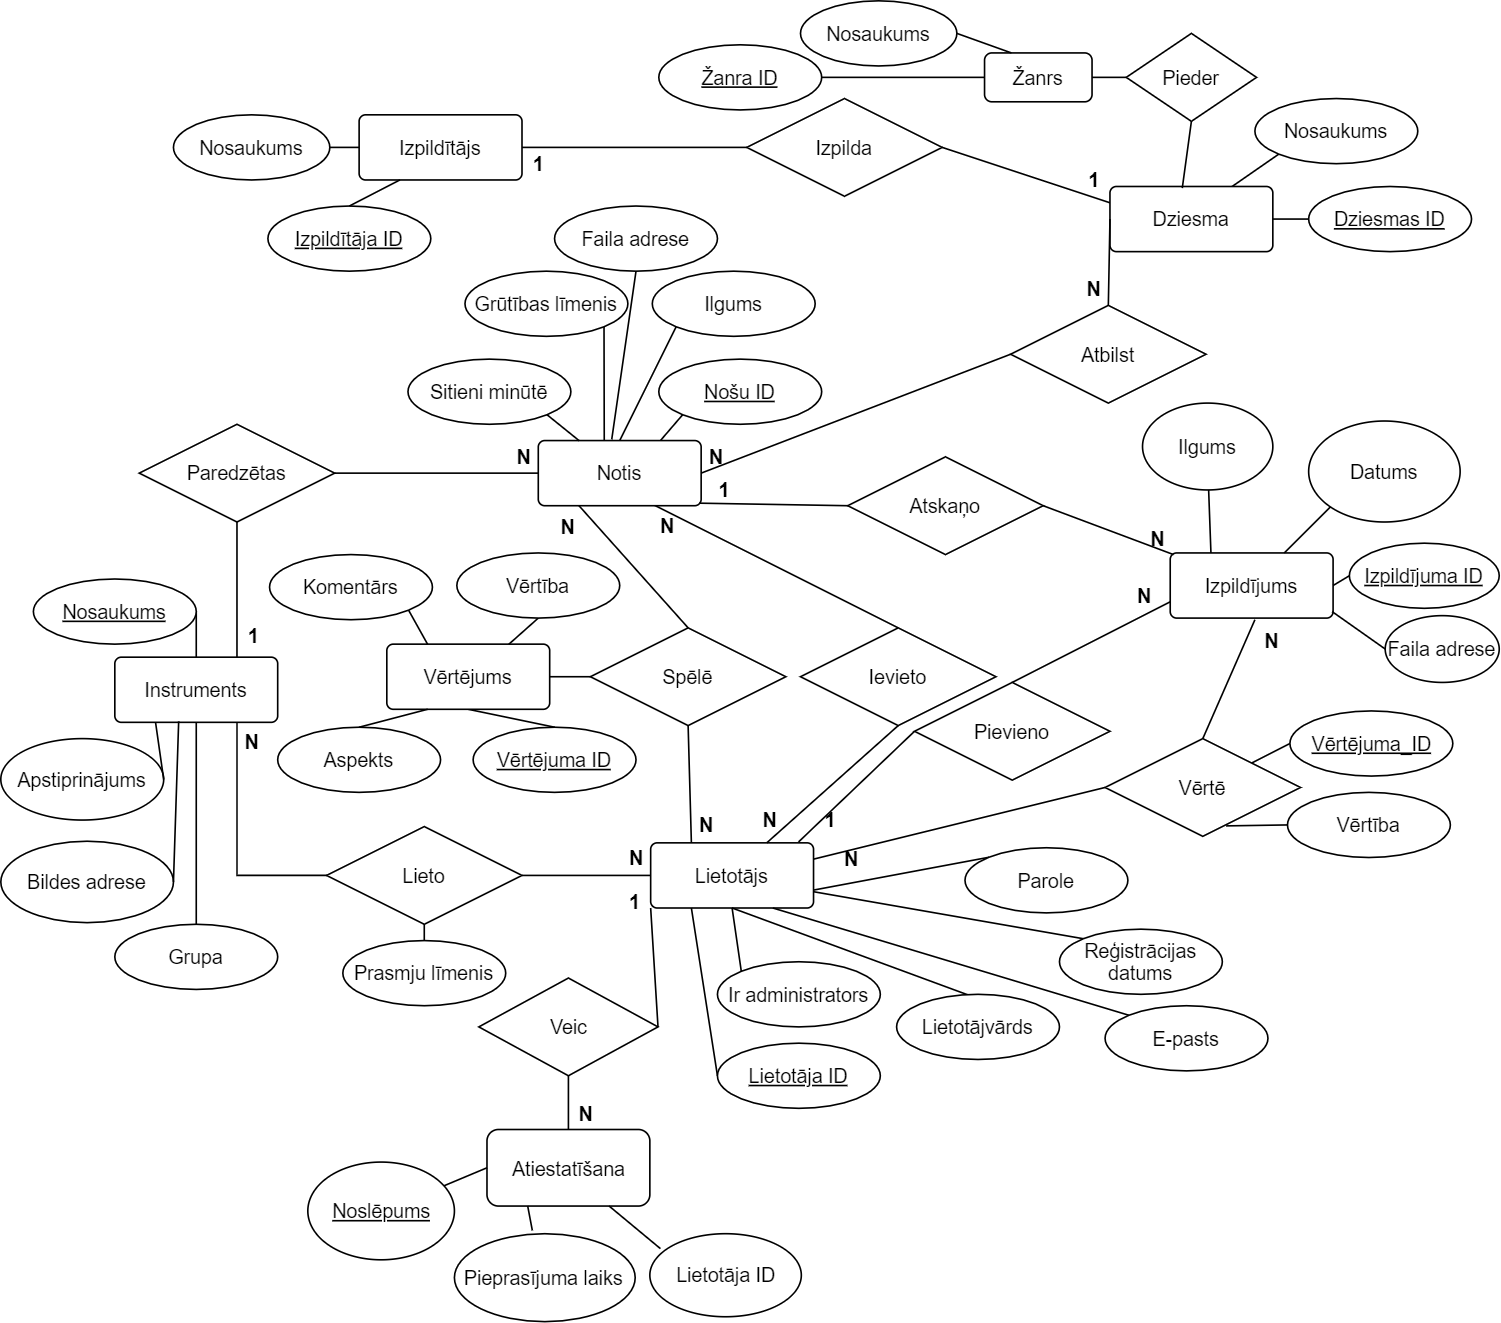 Nosaukums
Žanra ID
Žanrs
Pieder
Nosaukums
Izpildītājs
1
Izpilda
1
Nosaukums
Izpildītāja ID
Dziesma
Dziesmas ID
Faila adrese
Grūtības līmenis
Ilgums
N
Atbilst
Sitieni minūtē
Nošu ID
Paredzētas
N
Notis
N
1
Ilgums
Datums
N
N
Atskaņo
N
Komentārs
Vērtība
N
Izpildījums
Izpildījuma ID
Nosaukums
1
N
Faila adrese
Instruments
Vērtējums
Spēlē
Ievieto
N
Pievieno
Vērtējuma_ID
Apstiprinājums
Aspekts
Vērtējuma ID
Vērtē
N
N
1
Vērtība
Bildes adrese
Lieto
N
Lietotājs
N
Parole
1
Grupa
Prasmju līmenis
Reģistrācijas
datums
Ir administrators
Veic
Lietotājvārds
E-pasts
Lietotāja ID
N
Atiestatīšana
Noslēpums
Pieprasījuma laiks
Lietotāja ID